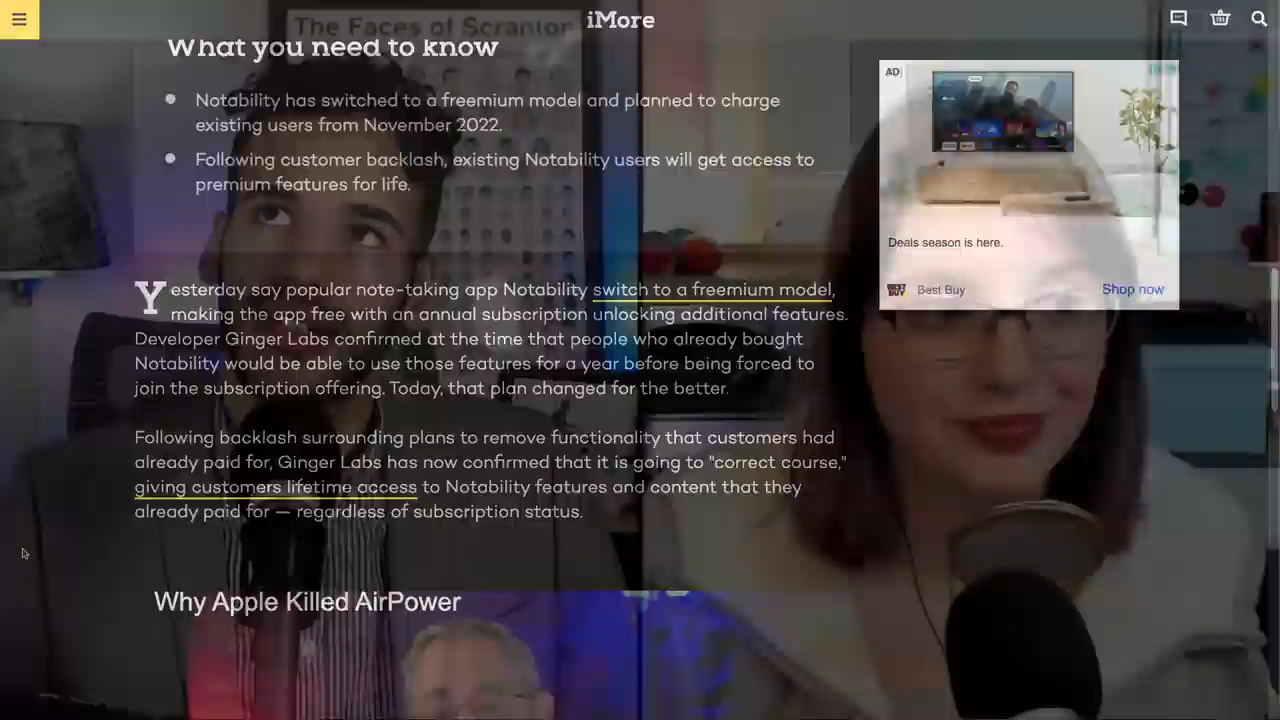 The Faces of Scranton
iMore
What you need to know
Notability has switched to a freemium model and planned to charge
existing users from November 2022.
Following customer backlash, existing Notability users will get access to
premium features for life.
AD
Deals season is here.
Best Buy
Shop now
Yesterday say popular note-taking app Notability switch to a freemium model,
making the app free with an annual subscription unlocking additional features.
Developer Ginger Labs confirmed at the time that people who already bought
Notability would be able to use those features for a year before being forced to
join the subscription offering. Today, that plan changed for the better.
Following backlash surrounding plans to remove functionality that customers had
already paid for, Ginger Labs has now confirmed that it is going to "correct course,"
giving customers lifetime access to Notability features and content that they
already paid for — regardless of subscription status.
Why Apple Killed AirPower